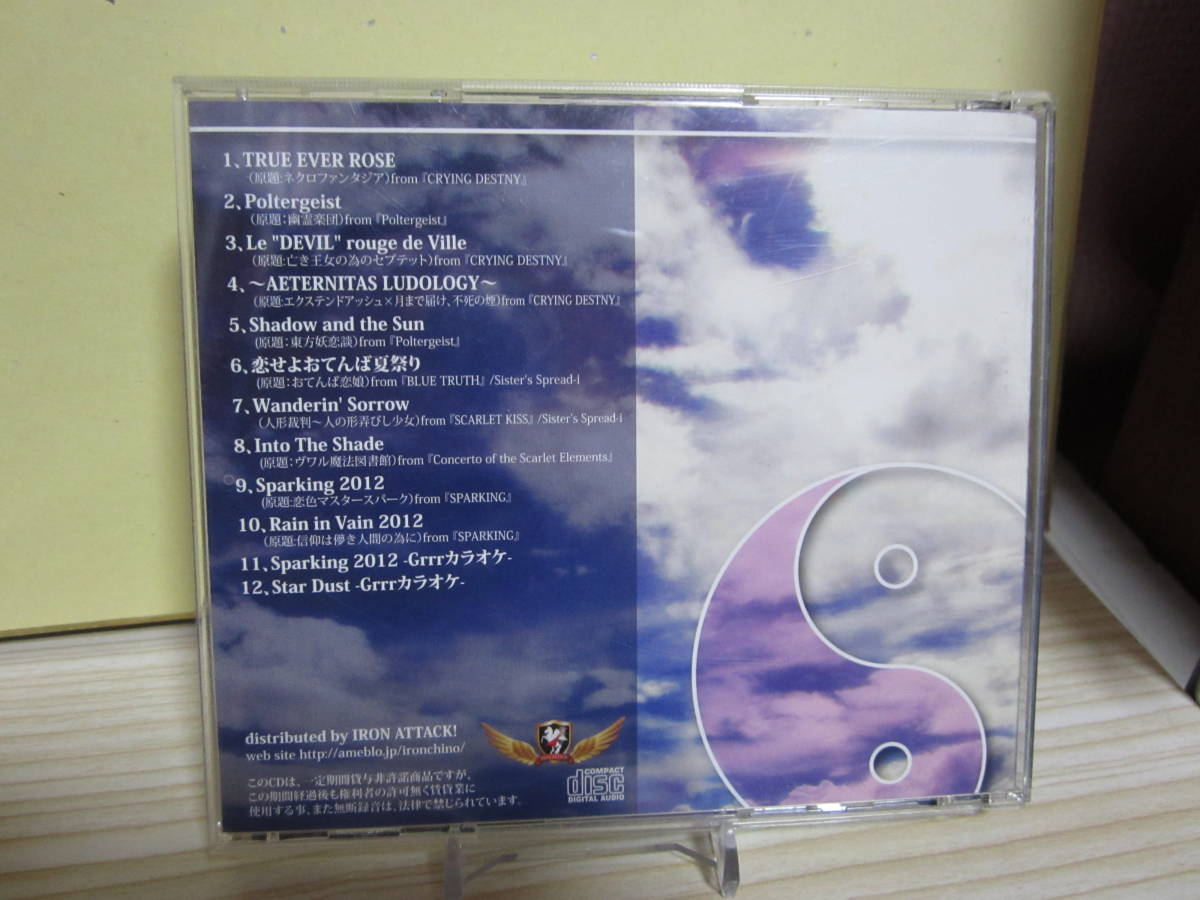 1、TRUE EVER ROSE
（原題:ネクロファンタジア）from『CRYING DESTNY』
2、Poltergeist
（原題：幽霊楽団）from『Poltergeist』
3、Le "DEVIL" rouge de Ville
（原題:亡き王女の為のセプテット）from『CRYING DESTNY』
4、～AETERNITAS LUDOLOGY～
（原題:エクステンドアッシュ×月まで届け、不死の煙）from『CRYING DESTNY』
5、Shadow and the Sun
（原題：東方妖恋談）from『Poltergeist』
6、恋せよおてんば夏祭り
（原題：おてんば恋娘）from『BLUE TRUTH』/Sister's Spread-i
7、Wanderin' Sorrow
（人形裁判～人の形弄びし少女）from『SCARLET KISS』/Sister's Spread-i
8、Into The Shade
（原題：ヴワル魔法図書館）from『Concerto of the Scarlet Elements』
9、Sparking 2012
（原題:恋色マスタースパーク）from『SPARKING』
10、Rain in Vain 2012
（原題:信仰は儚き人間の為に）from『SPARKING』
11、Sparking 2012 -Grrrカラオケ-
12、Star Dust -Grrrカラオケ-
distributed by IRON ATTACK!
web site http://ameblo.jp/ironchino/
このCDは、一定期間貸与非許諾商品ですが、
この期間経過後も権利者の許可無く賃貸業に
使用する事、また無断録音は、法律で禁じられています。
COMPACT
disc
DIGITAL AUDIO